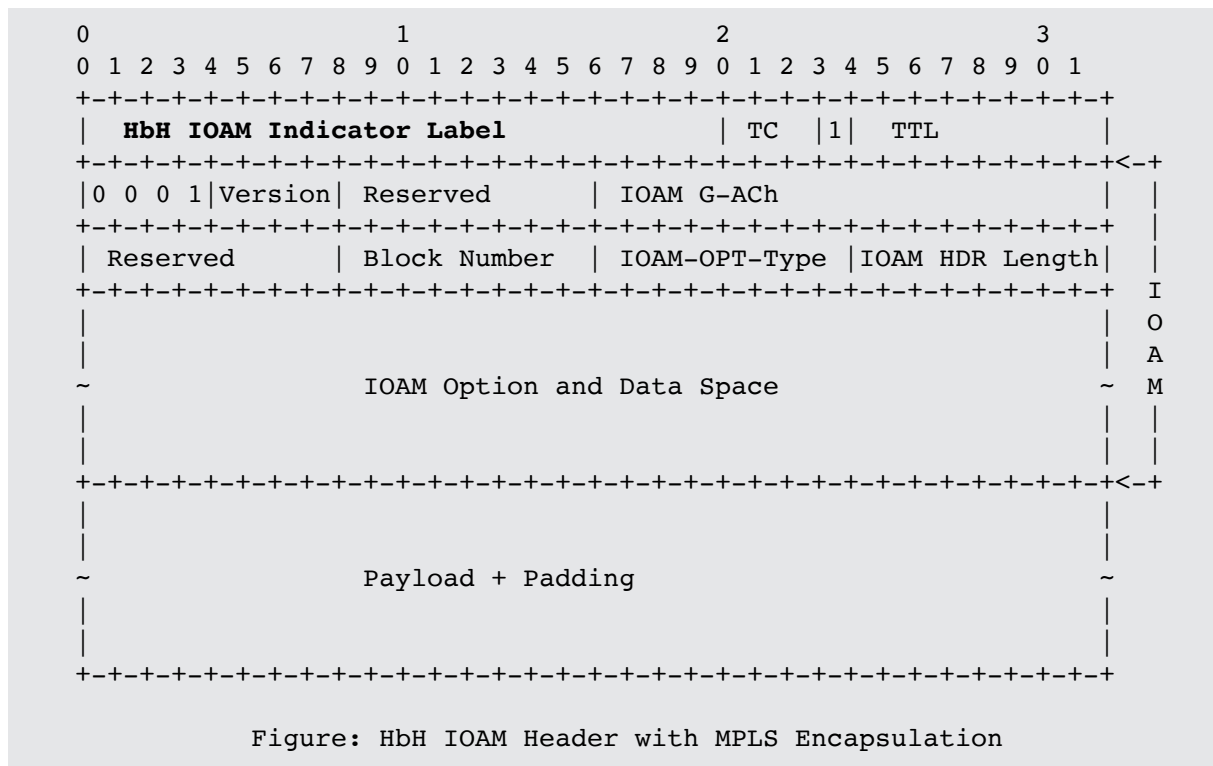 0                   1                   2                   3
0 1 2 3 4 5 6 7 8 9 0 1 2 3 4 5 6 7 8 9 0 1 2 3 4 5 6 7 8 9 0 1
+-+-+-+-+-+-+-+-+-+-+-+-+-+-+-+-+-+-+-+-+-+-+-+-+-+-+-+-+-+-+-+-+
|  HbH IOAM Indicator Label             | TC  |1|  TTL          |
+-+-+-+-+-+-+-+-+-+-+-+-+-+-+-+-+-+-+-+-+-+-+-+-+-+-+-+-+-+-+-+-+<-+
|0 0 0 1|Version| Reserved      | IOAM G-ACh                    |  |
+-+-+-+-+-+-+-+-+-+-+-+-+-+-+-+-+-+-+-+-+-+-+-+-+-+-+-+-+-+-+-+-+  |
| Reserved      | Block Number  | IOAM-OPT-Type |IOAM HDR Length|  |
+-+-+-+-+-+-+-+-+-+-+-+-+-+-+-+-+-+-+-+-+-+-+-+-+-+-+-+-+-+-+-+-+  I
|                                                               |  O
|                                                               |  A
~                 IOAM Option and Data Space                    ~  M
|                                                               |  |
|                                                               |  |
+-+-+-+-+-+-+-+-+-+-+-+-+-+-+-+-+-+-+-+-+-+-+-+-+-+-+-+-+-+-+-+-+<-+
|                                                               |
|                                                               |
~                 Payload + Padding                             ~
|                                                               |
|                                                               |
+-+-+-+-+-+-+-+-+-+-+-+-+-+-+-+-+-+-+-+-+-+-+-+-+-+-+-+-+-+-+-+-+
Figure: HbH IOAM Header with MPLS Encapsulation